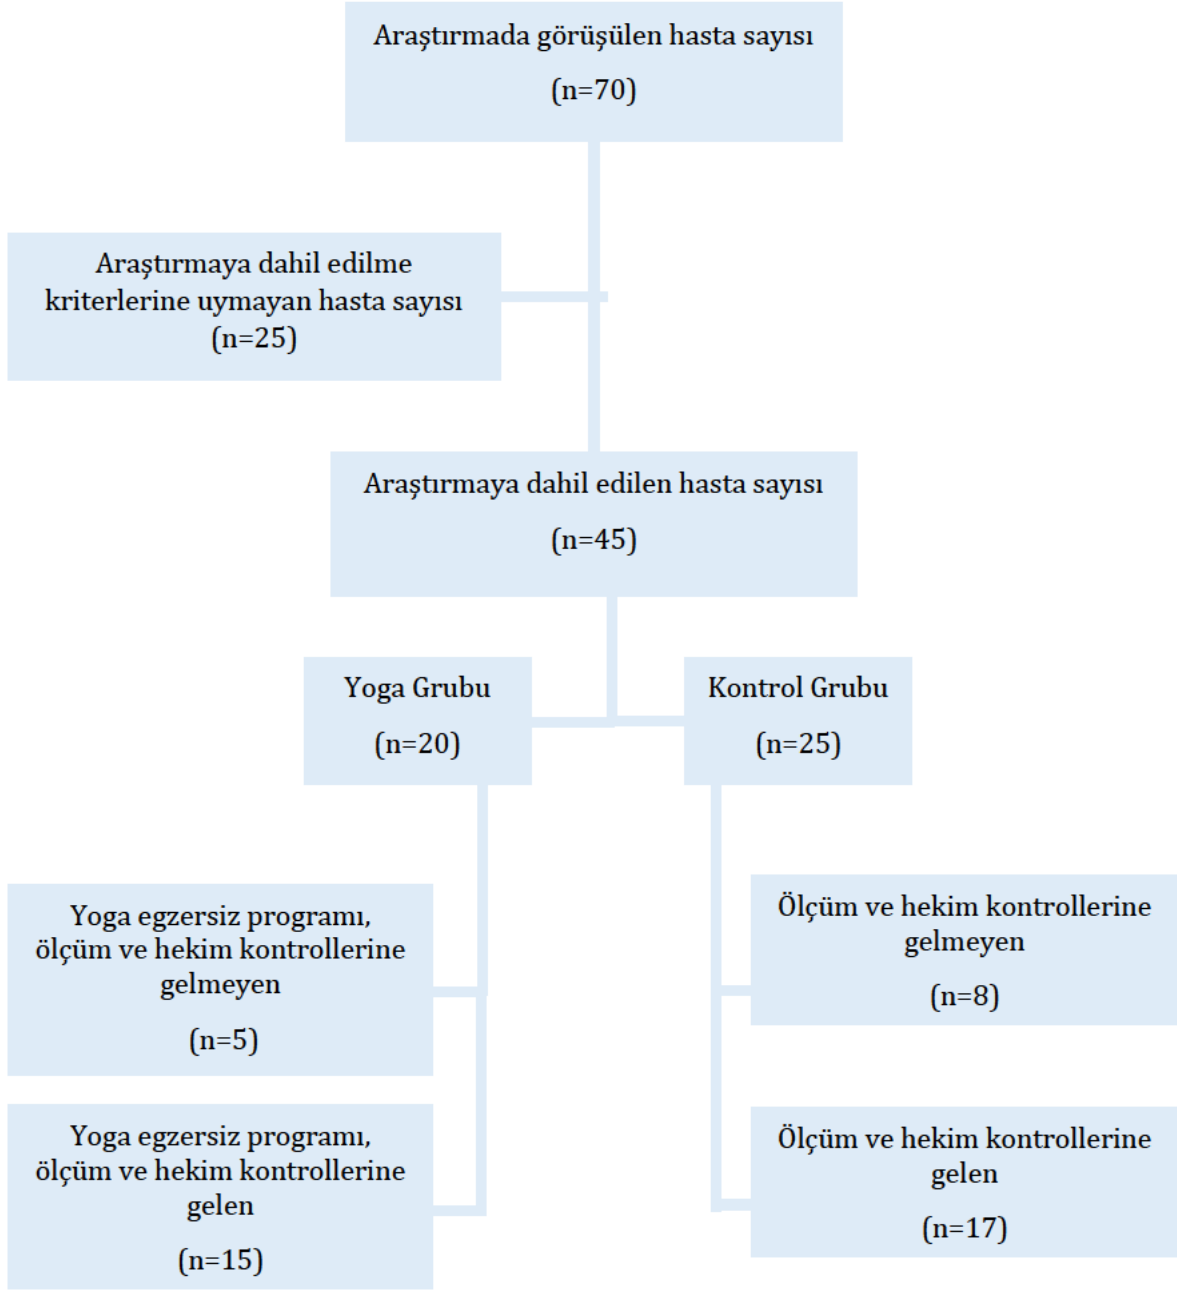 Araştırmada görüşülen hasta sayısı
(n=70)
Araştırmaya dahil edilme
kriterlerine uymayan hasta sayısı
(n=25)
Araştırmaya dahil edilen hasta sayısı
(n=45)
Yoga Grubu
(n=20)
Kontrol Grubu
(n=25)
Yoga egzersiz programı,
ölçüm ve hekim kontrollerine
gelmeyen
(n=5)
Ölçüm ve hekim kontrollerine
gelmeyen
(n=8)
Yoga egzersiz programı,
ölçüm ve hekim kontrollerine
gelen
(n=15)
Ölçüm ve hekim kontrollerine
gelen
(n=17)